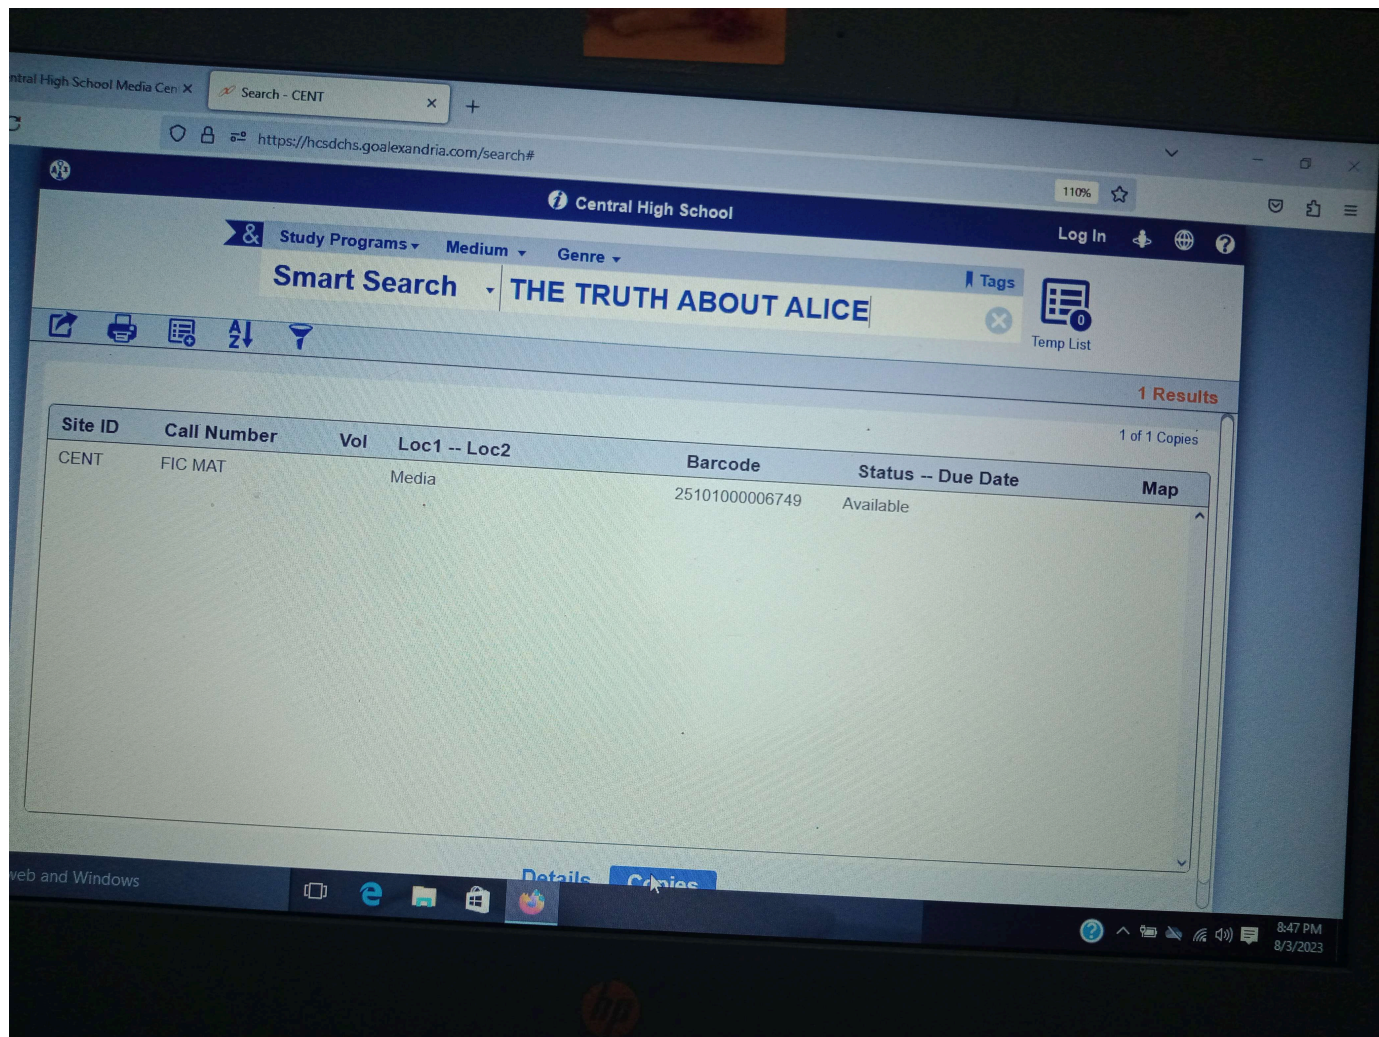 ntral High School Media Cen
Search - CENT
https://hcsdchs.goalexandria.com/search#
110%
Central High School
Log In
& Study Programs Medium Genre
Tags
Smart Search THE TRUTH ABOUT ALICE
0
Temp List
A
Z
1 Results
1 of 1 Copies
Site ID Call Number Vol Loc1 -- Loc2 Barcode Status -- Due Date Map
CENT FIC MAT Media 25101000006749 Available
Details Copies
web and Windows
8:47 PM
8/3/2023
hp